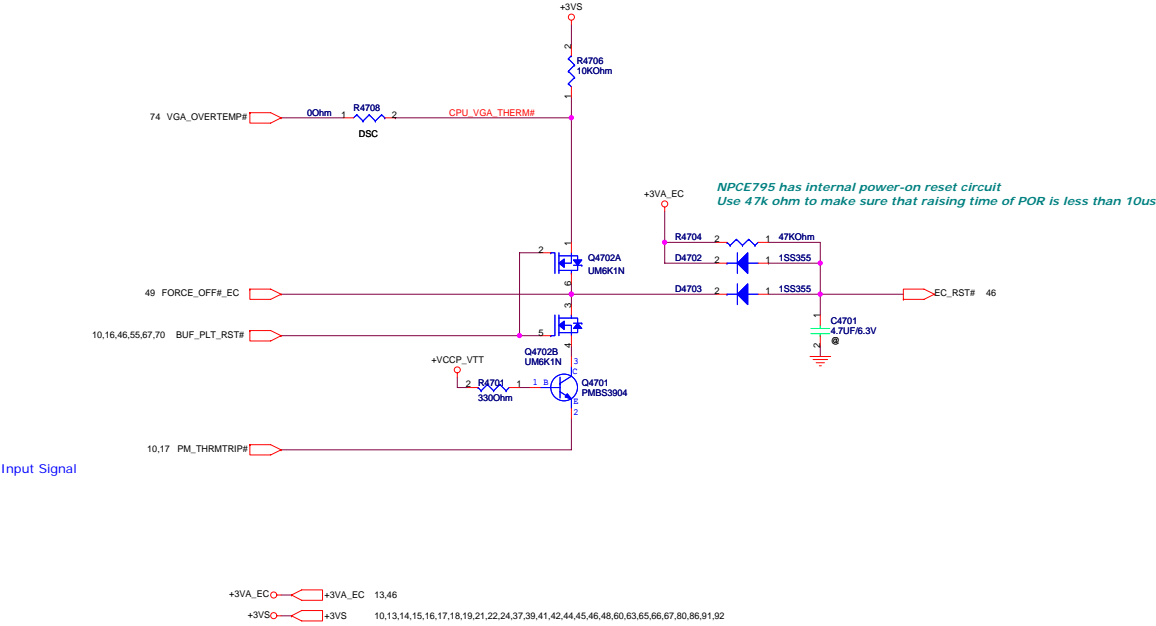 +3VS
2
R4706
10KOhm
1
74 VGA_OVERTEMP#
0Ohm 1 R4708 2
DSC
CPU_VGA_THERM#
NPCE795 has internal power-on reset circuit
Use 47k ohm to make sure that raising time of POR is less than 10us
+3VA_EC
R4704 2 1 47KOhm
D4702 2 1 1SS355
1
2
Q4702A
UM6K1N
6
49 FORCE_OFF#_EC
D4703 2 1 1SS355
EC_RST# 46
3
10,16,46,55,67,70 BUF_PLT_RST#
5
4
Q4702B
UM6K1N
1
C4701
4.7UF/6.3V
@
2
+VCCP_VTT
2 R4701 1
330Ohm
1 B
3
C
Q4701
PMBS3904
E
2
10,17 PM_THRMTRIP#
Input Signal
+3VA_EC +3VA_EC 13,46
+3VS +3VS 10,13,14,15,16,17,18,19,21,22,24,37,39,41,42,44,45,46,48,60,63,65,66,67,80,86,91,92